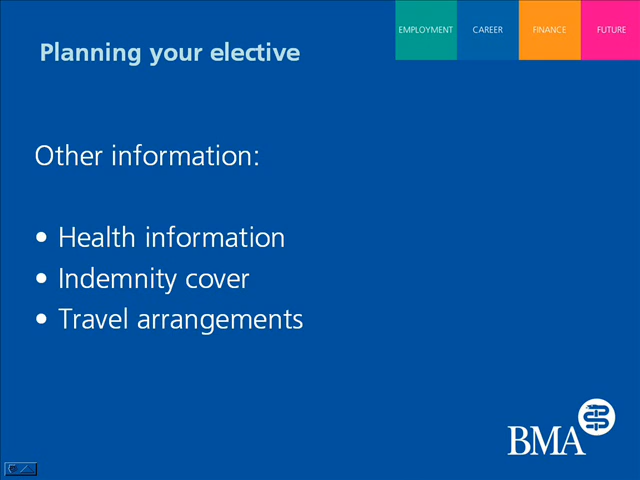 EMPLOYMENT CAREER FINANCE FUTURE
Planning your elective
Other information:
• Health information
• Indemnity cover
• Travel arrangements
BMA